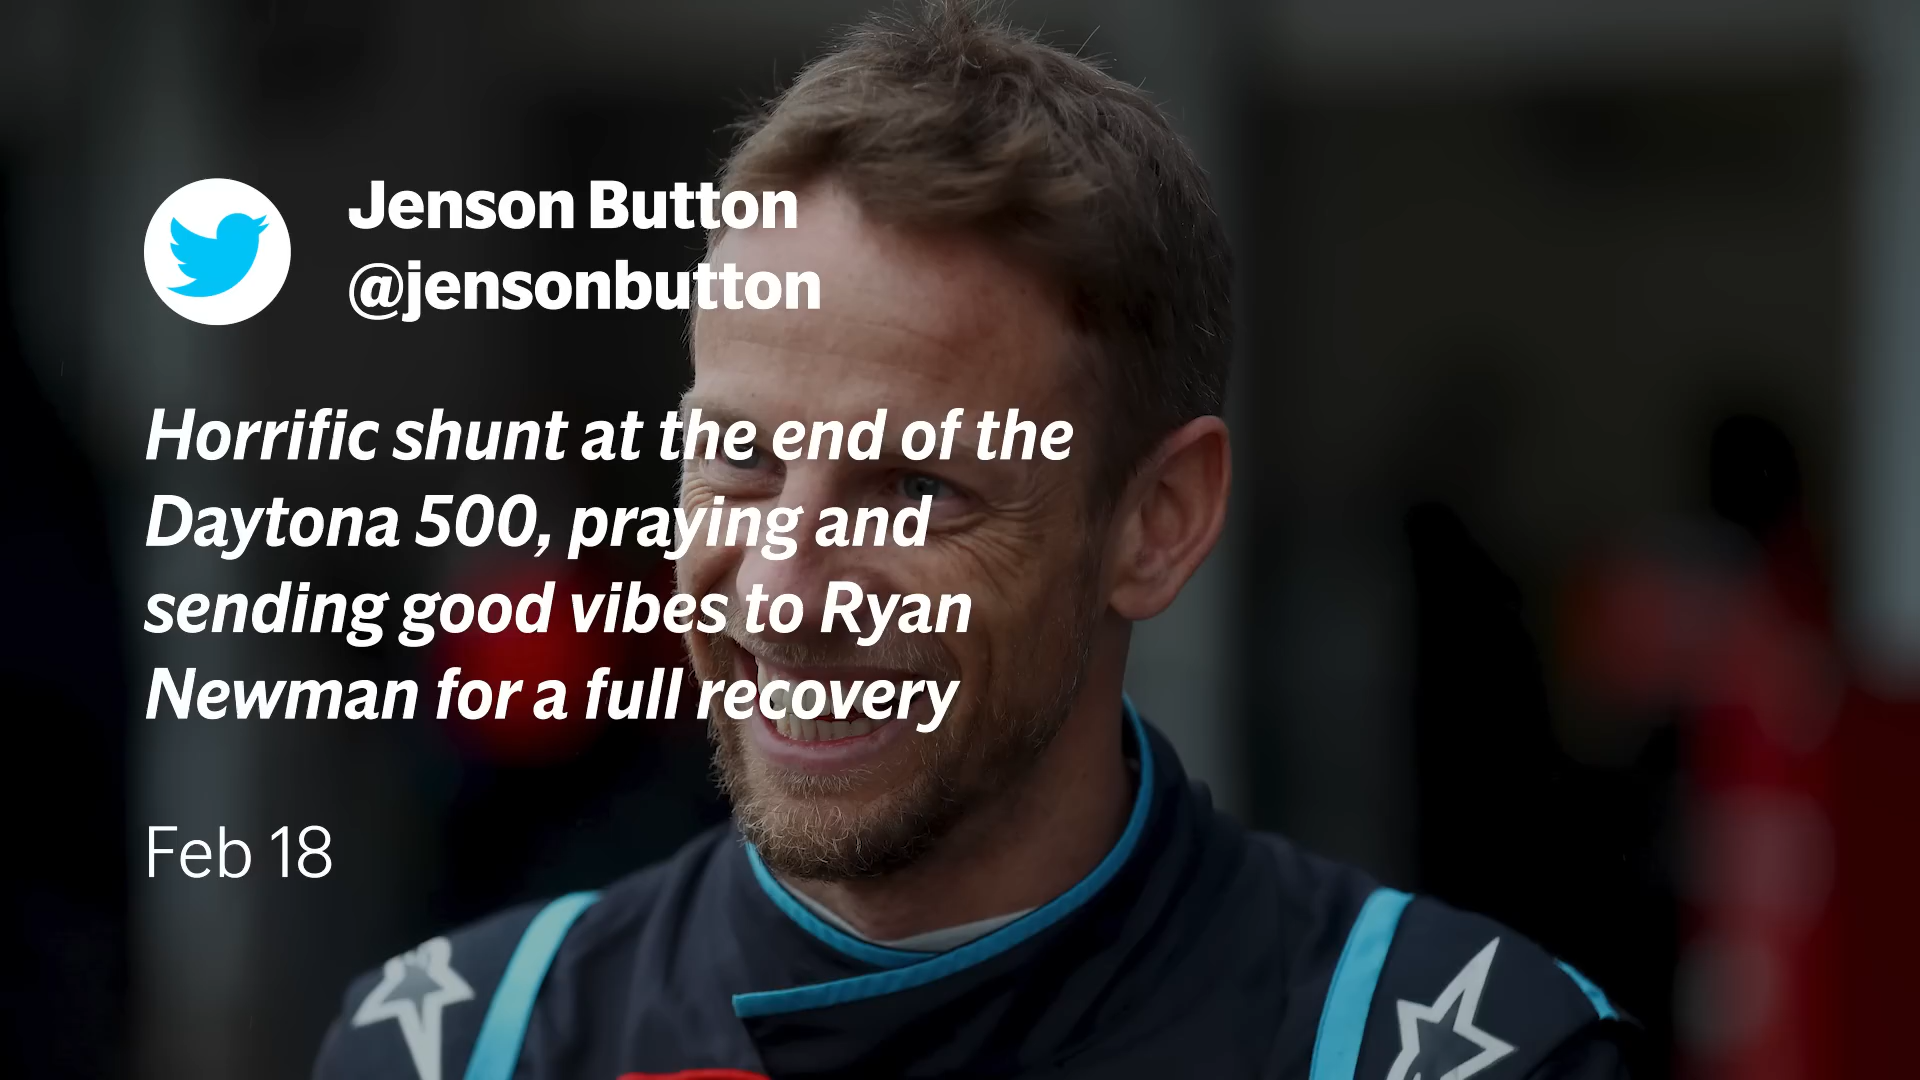 Jenson Button
@jensonbutton
Horrific shunt at the end of the
Daytona 500, praying and
sending good vibes to Ryan
Newman for a full recovery
Feb 18